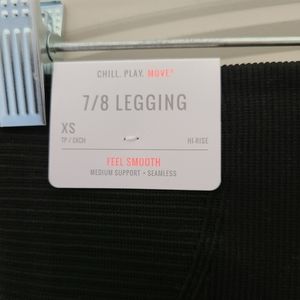 CHILL. PLAY. MOVE®
7/8 LEGGING
XS
TP / EXCH
HI-RISE
FEEL SMOOTH
MEDIUM SUPPORT • SEAMLESS